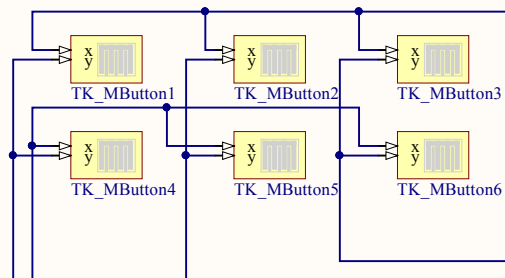 x
y
TK_MButton1
x
y
TK_MButton2
x
y
TK_MButton3
x
y
TK_MButton4
x
y
TK_MButton5
x
y
TK_MButton6